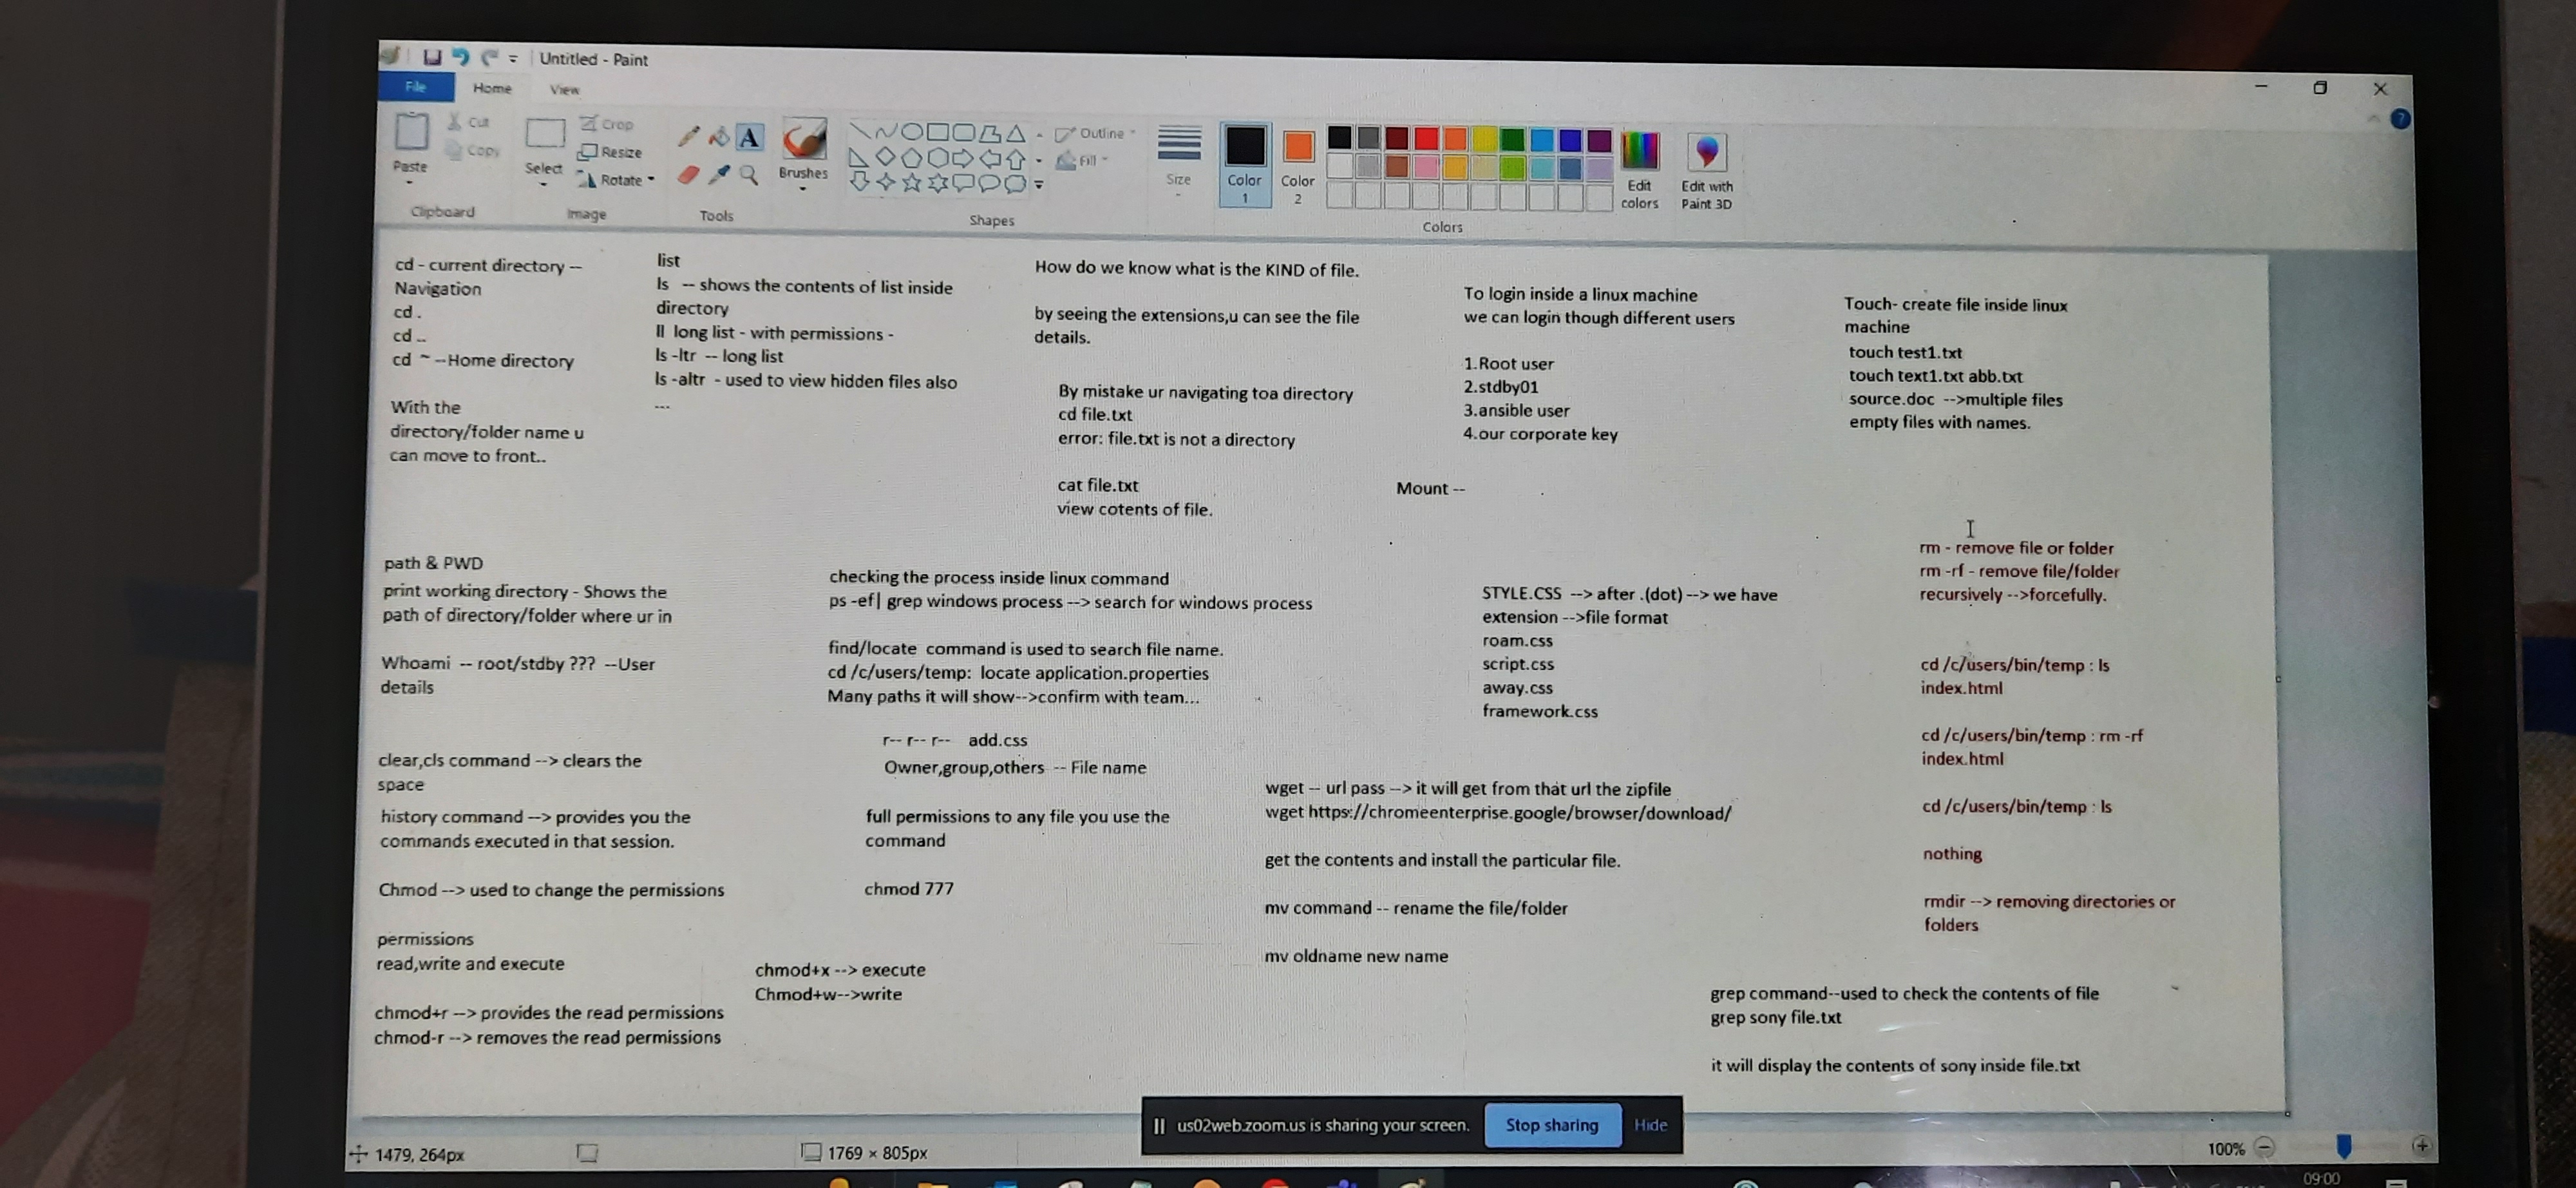 Untitled - Paint
File Home View
Paste
Cut
Copy
Clipboard
Select
Crop
Resize
Rotate
Image
A
Tools
Brushes
Outline
Fill
Shapes
Size
Color 1
Color 2
Colors
Edit colors
Edit with Paint 3D
cd - current directory --
Navigation
cd .
cd ..
cd ~ --Home directory
With the
directory/folder name u
can move to front..
list
ls -- shows the contents of list inside
directory
ll long list - with permissions -
ls -ltr -- long list
ls -altr - used to view hidden files also
---
How do we know what is the KIND of file.
by seeing the extensions,u can see the file
details.
By mistake ur navigating toa directory
cd file.txt
error: file.txt is not a directory
cat file.txt
view cotents of file.
To login inside a linux machine
we can login though different users
1.Root user
2.stdby01
3.ansible user
4.our corporate key
Mount --
Touch- create file inside linux
machine
touch test1.txt
touch text1.txt abb.txt
source.doc -->multiple files
empty files with names.
path & PWD
print working directory - Shows the
path of directory/folder where ur in
Whoami -- root/stdby ??? --User
details
clear,cls command --> clears the
space
history command --> provides you the
commands executed in that session.
Chmod --> used to change the permissions
permissions
read,write and execute
chmod+r --> provides the read permissions
chmod-r --> removes the read permissions
checking the process inside linux command
ps -ef| grep windows process --> search for windows process
find/locate command is used to search file name.
cd /c/users/temp: locate application.properties
Many paths it will show-->confirm with team...
r-- r-- r-- add.css
Owner,group,others -- File name
full permissions to any file you use the
command
chmod 777
chmod+x --> execute
Chmod+w-->write
STYLE.CSS --> after .(dot) --> we have
extension -->file format
roam.css
script.css
away.css
framework.css
wget -- url pass --> it will get from that url the zipfile
wget https://chromeenterprise.google/browser/download/
get the contents and install the particular file.
mv command -- rename the file/folder
mv oldname new name
rm - remove file or folder
rm -rf - remove file/folder
recursively -->forcefully.
cd /c/users/bin/temp : ls
index.html
cd /c/users/bin/temp : rm -rf
index.html
cd /c/users/bin/temp : ls
nothing
rmdir --> removing directories or
folders
grep command--used to check the contents of file
grep sony file.txt
it will display the contents of sony inside file.txt
us02web.zoom.us is sharing your screen. Stop sharing Hide
1479, 264px
1769 × 805px
100%
09:00